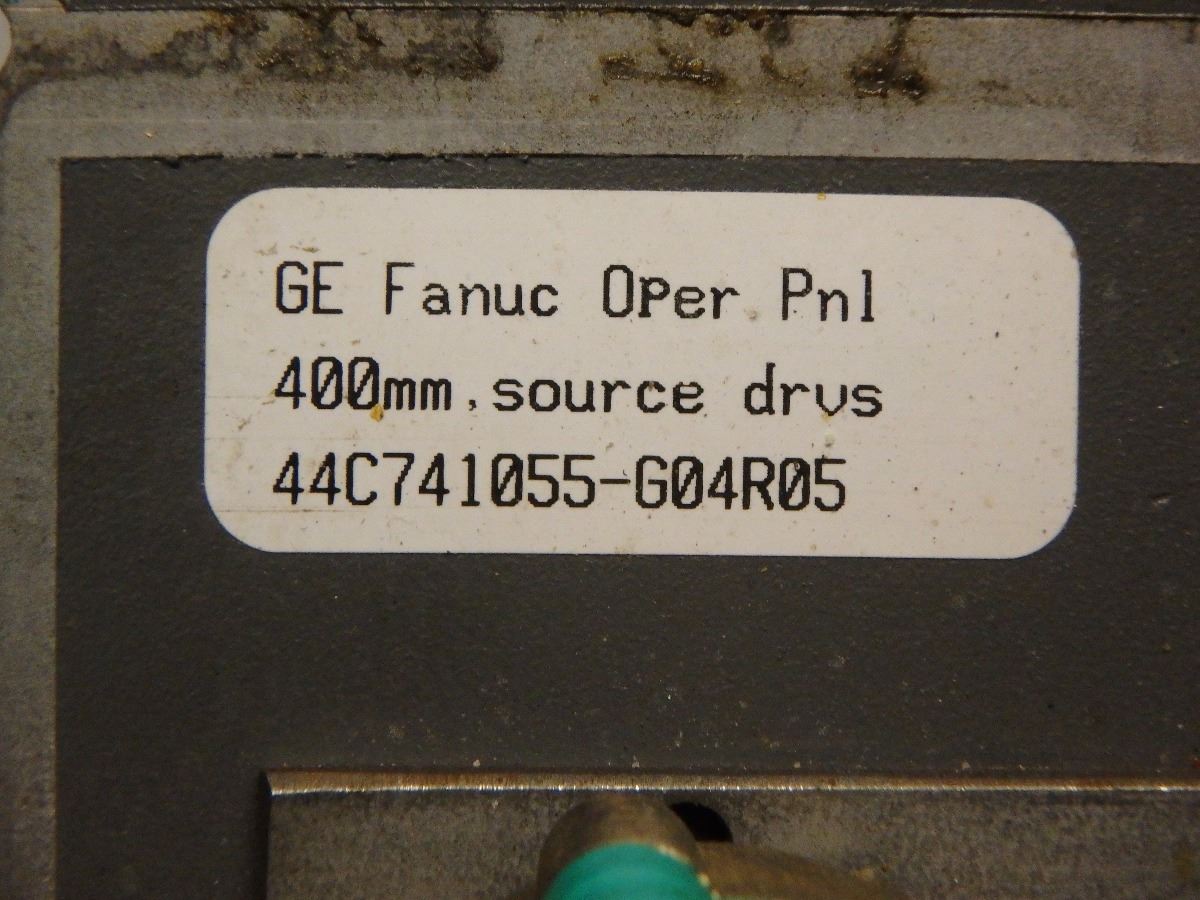 GE Fanuc Oper Pnl
400mm, source drvs
44C741055-G04R05